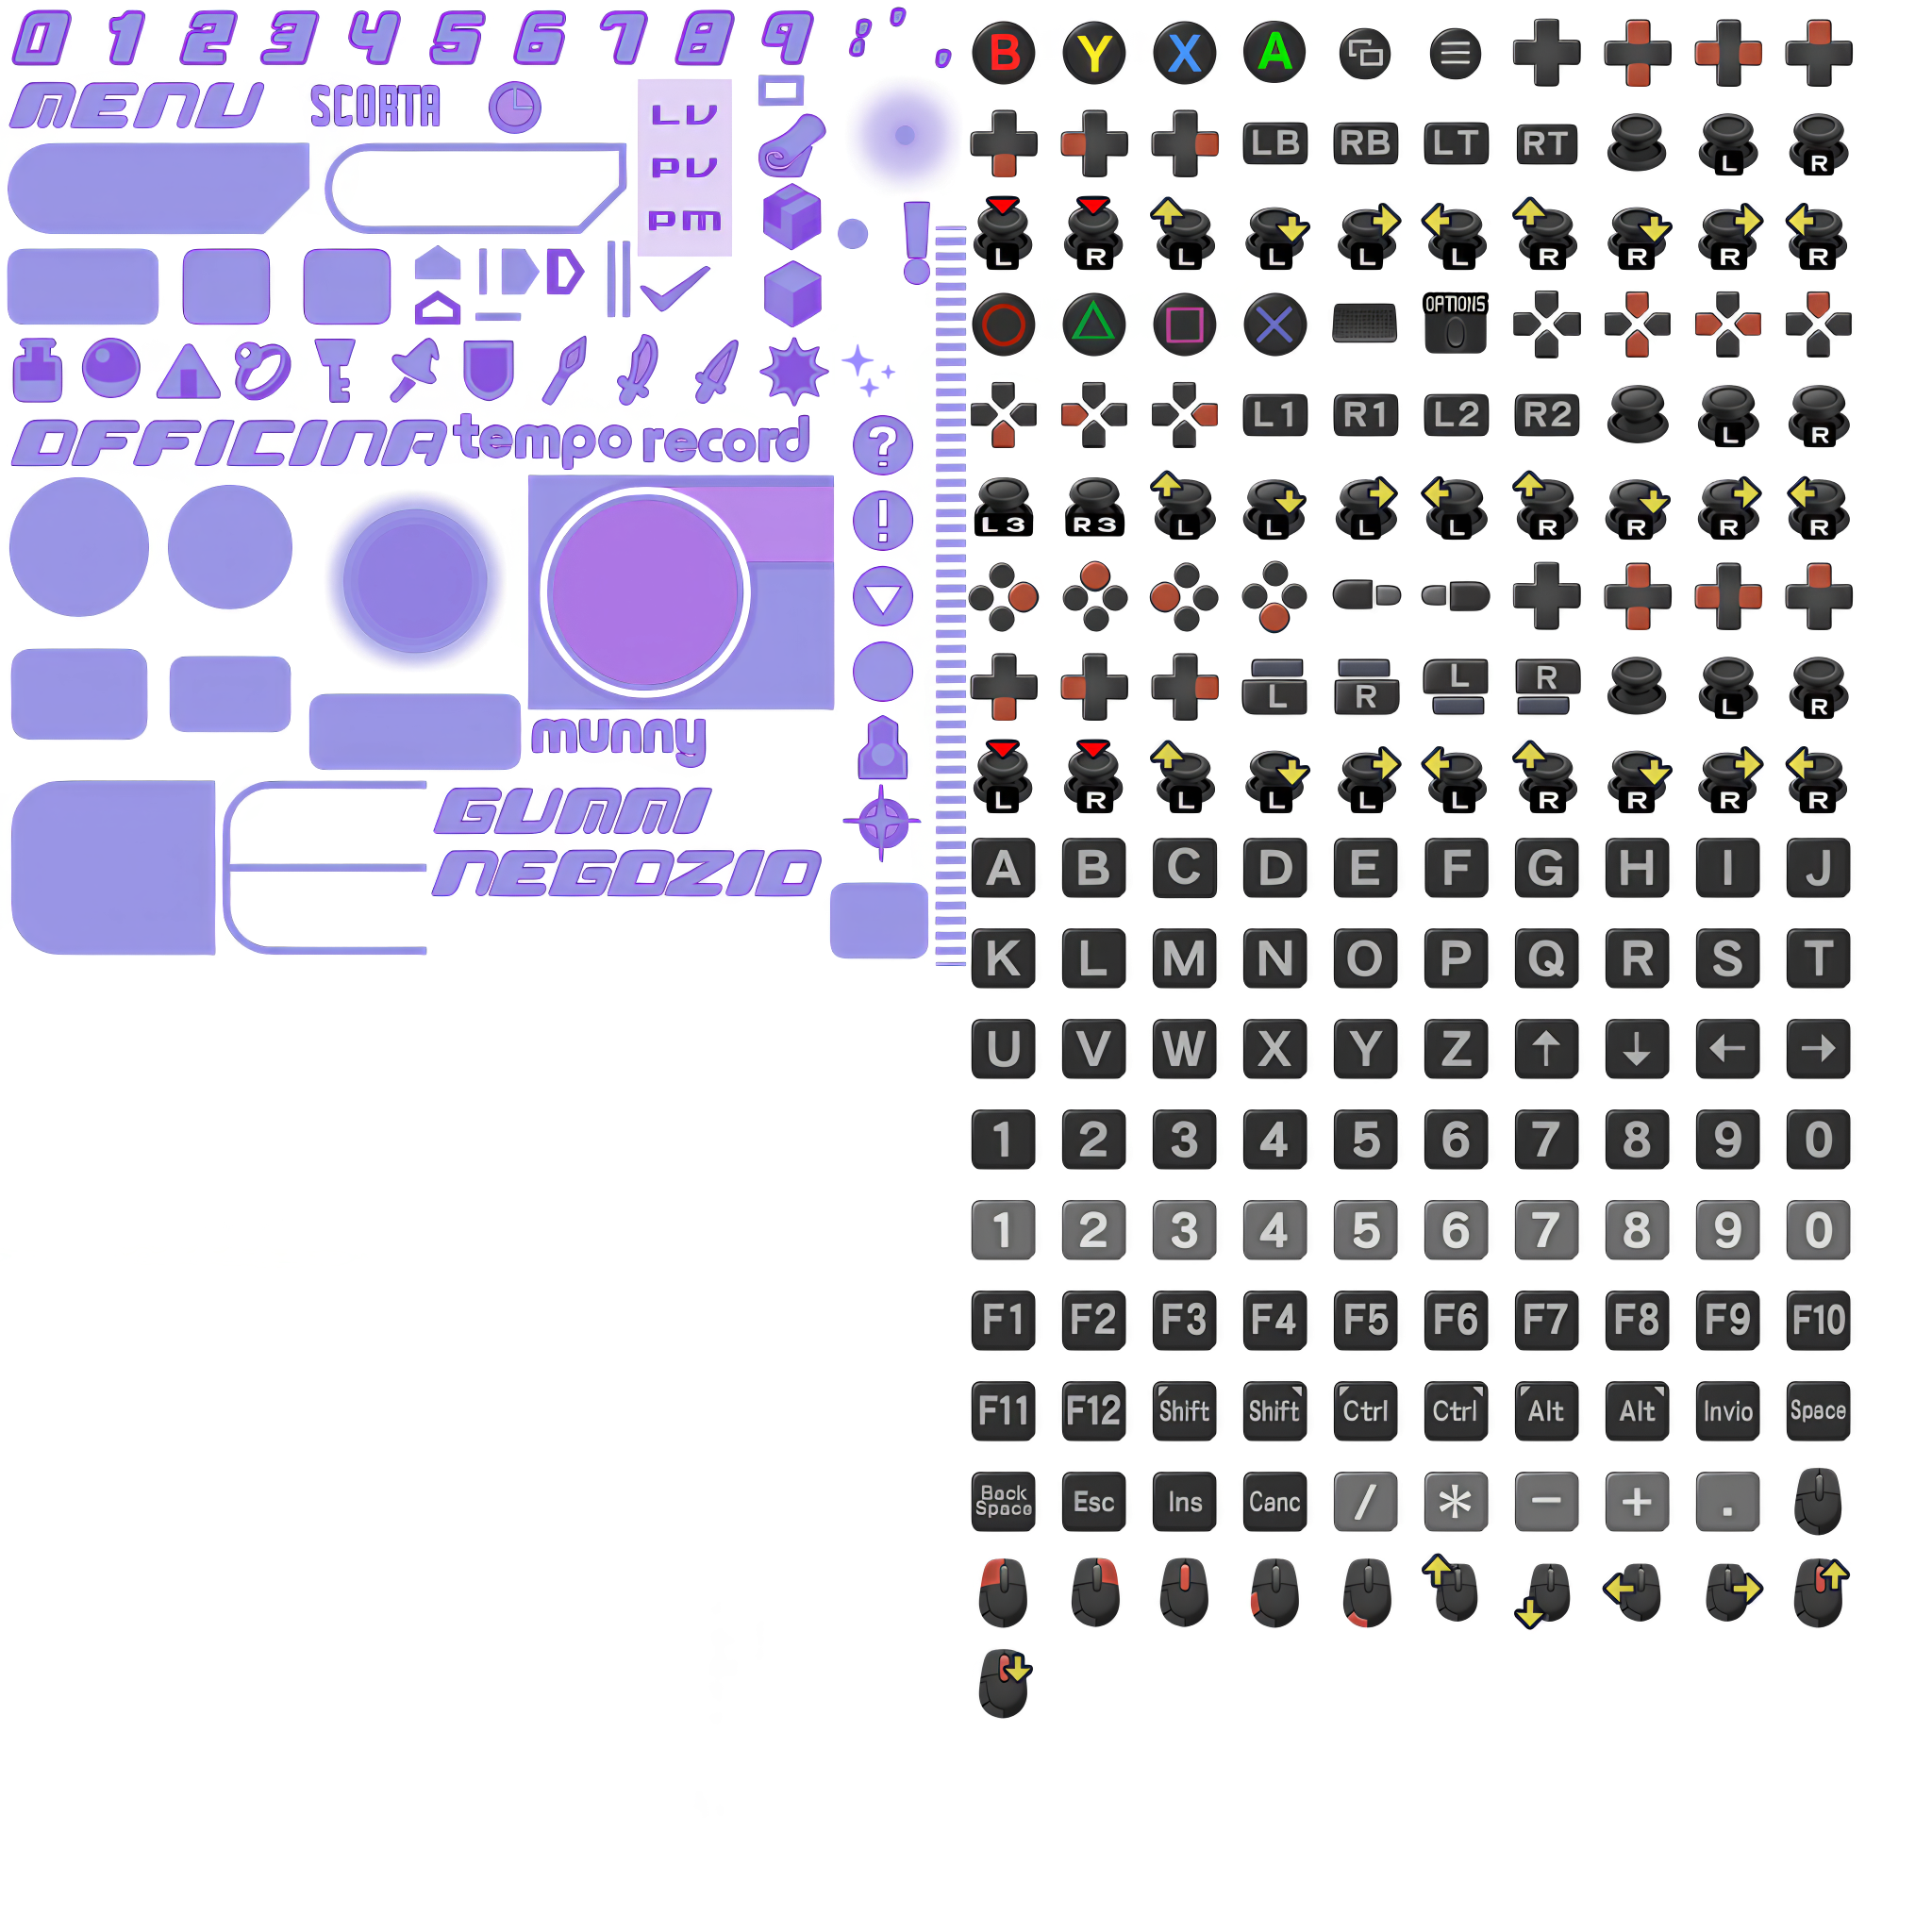 0 1 2 3 4 5 6 7 8 9 : ' ,
MENU SCORTA
LV
PV
PM
OFFICINA tempo record
?
!
munny
GUMMI
NEGOZIO
B Y X A
LB RB LT RT L R
L R L L L L R R R R
OPTIONS
L1 R1 L2 R2 L R
L3 R3 L L L L R R R R
L R L R L R
L R L L L L R R R R
A B C D E F G H I J
K L M N O P Q R S T
U V W X Y Z ↑ ↓ ← →
1 2 3 4 5 6 7 8 9 0
1 2 3 4 5 6 7 8 9 0
F1 F2 F3 F4 F5 F6 F7 F8 F9 F10
F11 F12 Shift Shift Ctrl Ctrl Alt Alt Invio Space
Back Space Esc Ins Canc / * - + .